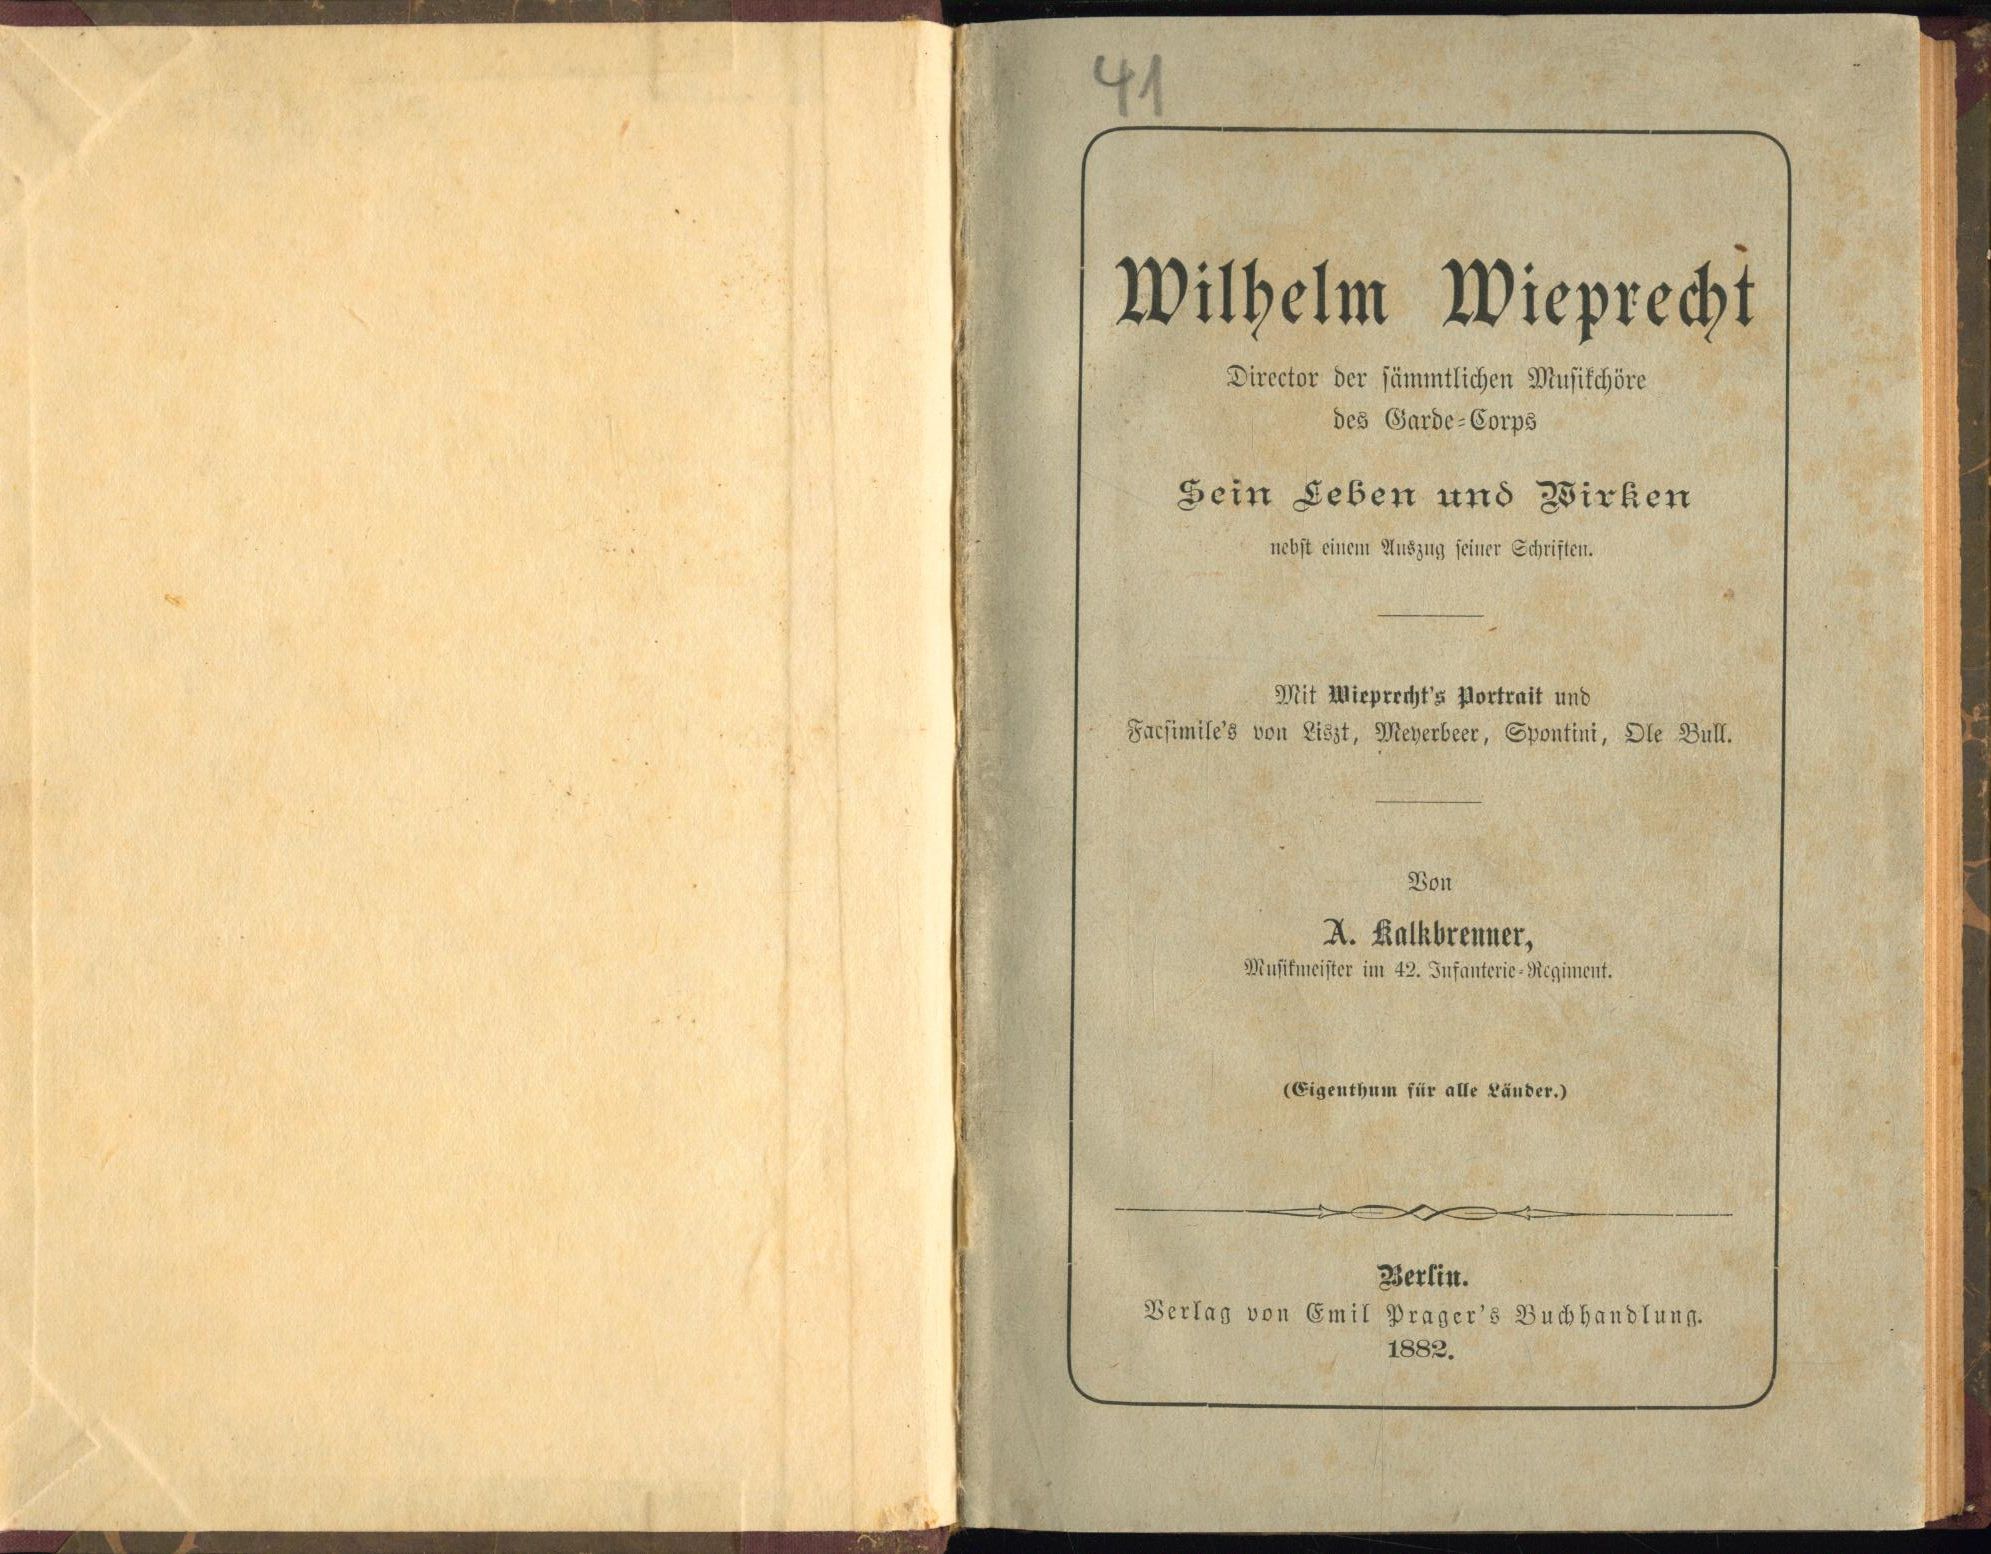 41
Wilhelm Wieprecht
Director der sämmtlichen Musikchöre
des Garde-Corps
Sein Leben und Wirken
nebst einem Auszug seiner Schriften.
Mit Wieprecht's Portrait und
Facsimile's von Liszt, Meyerbeer, Spontini, Ole Bull.
Von
A. Kalkbrenner,
Musikmeister im 42. Infanterie-Regiment.
(Eigenthum für alle Länder.)
Berlin.
Verlag von Emil Prager's Buchhandlung.
1882.